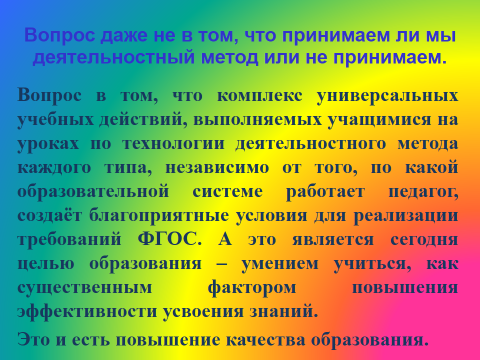 Вопрос даже не в том, что принимаем ли мы
деятельностный метод или не принимаем.
Вопрос в том, что комплекс универсальных
учебных действий, выполняемых учащимися на
уроках по технологии деятельностного метода
каждого типа, независимо от того, по какой
образовательной системе работает педагог,
создаёт благоприятные условия для реализации
требований ФГОС. А это является сегодня
целью образования – умением учиться, как
существенным фактором повышения
эффективности усвоения знаний.
Это и есть повышение качества образования.